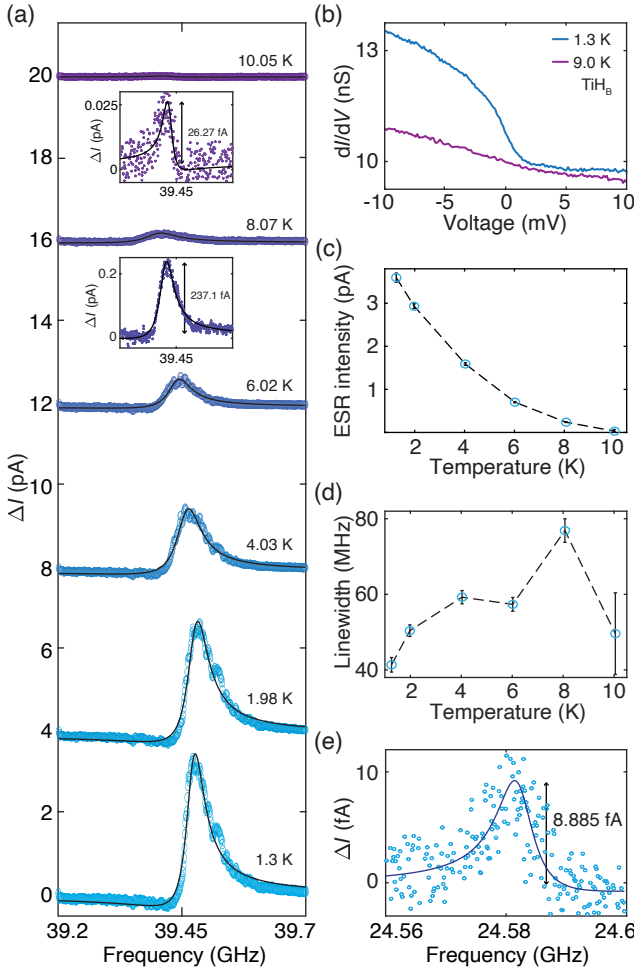 (a)
10.05 K
20
0.025
ΔI (pA)
26.27 fA
0
39.45
18
8.07 K
16
0.2
ΔI (pA)
237.1 fA
0
39.45
14
6.02 K
12
ΔI (pA)
10
4.03 K
8
6
1.98 K
4
2
1.3 K
0
39.2 39.45 39.7
Frequency (GHz)
(b)
1.3 K
9.0 K
TiH_B
13
10
dI/dV (nS)
-10 -5 0 5 10
Voltage (mV)
(c)
3
2
1
ESR intensity (pA)
2 4 6 8 10
Temperature (K)
(d)
80
60
40
Linewidth (MHz)
2 4 6 8 10
Temperature (K)
(e)
10
0
ΔI (fA)
8.885 fA
24.56 24.58 24.6
Frequency (GHz)